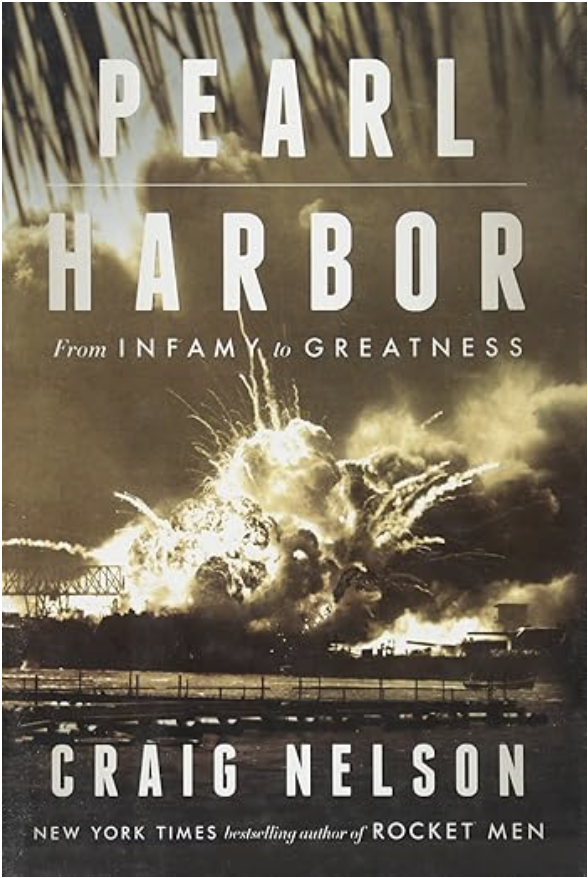 PEARL
HARBOR
From INFAMY to GREATNESS
CRAIG NELSON
NEW YORK TIMES bestselling author of ROCKET MEN